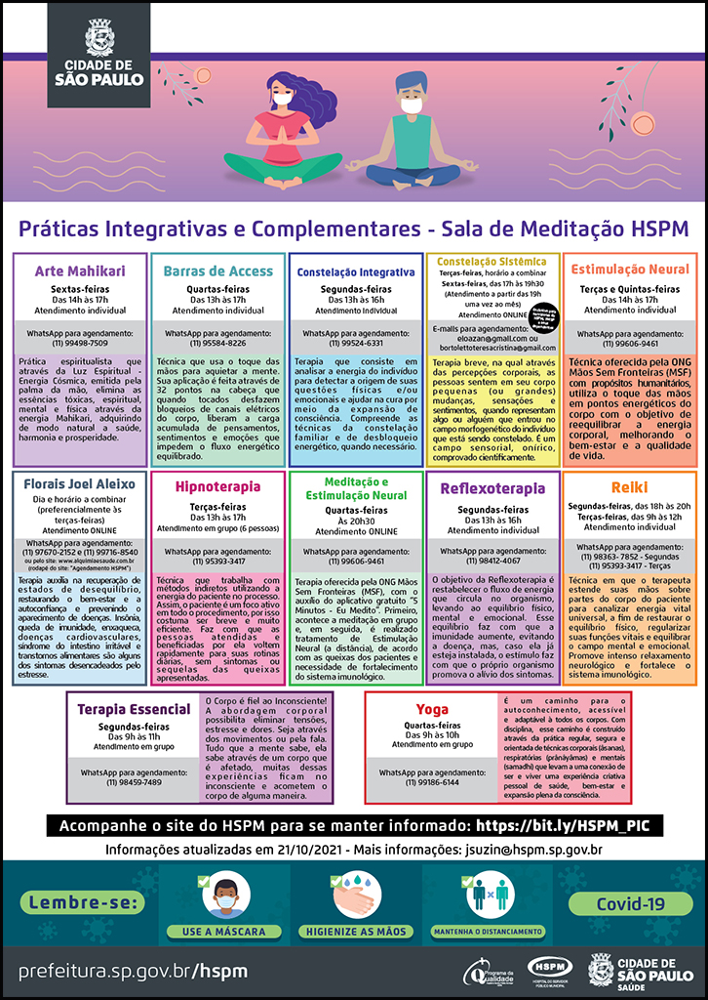 CIDADE DE
SÃO PAULO
Práticas Integrativas e Complementares - Sala de Meditação HSPM
Arte Mahikari
Sextas-feiras
Das 14h às 17h
Atendimento individual
WhatsApp para agendamento:
(11) 99498-7509
Prática espiritualista que
através da Luz Espiritual -
Energia Cósmica, emitida pela
palma da mão, elimina as
essências tóxicas, espiritual,
mental e física através da
energia Mahikari, adquirindo
de modo natural a saúde,
harmonia e prosperidade.
Barras de Access
Quartas-feiras
Das 13h às 17h
Atendimento individual
WhatsApp para agendamento:
(11) 95584-8226
Técnica que usa o toque das
mãos para aquietar a mente.
Sua aplicação é feita através de
32 pontos na cabeça que
quando tocados desfazem
bloqueios de canais elétricos
do corpo, liberam a carga
acumulada de pensamentos,
sentimentos e emoções que
impedem o fluxo energético
equilibrado.
Constelação Integrativa
Segundas-feiras
Das 13h às 16h
Atendimento individual
WhatsApp para agendamento:
(11) 99524-6331
Terapia que consiste em
analisar a energia do indivíduo
para detectar a origem de suas
questões físicas e/ou
emocionais e ajudar na cura por
meio da expansão de
consciência. Compreende as
técnicas da constelação
familiar e de desbloqueio
energético, quando necessário.
Constelação Sistêmica
Terças-feiras, horário a combinar
Sextas-feiras, das 17h às 19h30
(Atendimento a partir das 19h
uma vez ao mês)
Atendimento ONLINE
E-mails para agendamento:
eloazan@gmail.com ou
bortolettoteresacristina@gmail.com
Terapia breve, na qual através
das percepções corporais, as
pessoas sentem em seu corpo
pequenas (ou grandes)
mudanças, sensações e
sentimentos, quando representam
algo ou alguém que entrou no
campo morfogenético do indivíduo
que está sendo constelado. É um
campo sensorial, onírico,
comprovado cientificamente.
Estimulação Neural
Terças e Quintas-feiras
Das 14h às 17h
Atendimento individual
WhatsApp para agendamento:
(11) 99606-9461
Técnica oferecida pela ONG
Mãos Sem Fronteiras (MSF)
com propósitos humanitários,
utiliza o toque das mãos
em pontos energéticos do
corpo com o objetivo de
reequilibrar a energia
corporal, melhorando o
bem-estar e a qualidade
de vida.
Florais Joel Aleixo
Dia e horário a combinar
(preferencialmente às
terças-feiras)
Atendimento ONLINE
WhatsApp para agendamento:
(11) 97670-2152 e (11) 99716-8540
ou pelo site: www.alquimiaesaude.com.br
(rodapé do site: "Agendamento HSPM")
Terapia auxilia na recuperação de
estados de desequilíbrio,
restaurando o bem-estar e a
autoconfiança e prevenindo
aparecimento de doenças. Insônia,
queda de imunidade, enxaqueca,
doenças cardiovasculares,
síndrome do intestino irritável e
transtornos alimentares são alguns
dos sintomas desencadeados pelo
estresse.
Hipnoterapia
Terças-feiras
Das 13h às 17h
Atendimento em grupo (6 pessoas)
WhatsApp para agendamento:
(11) 95393-3417
Técnica que trabalha com
métodos indiretos utilizando a
energia do paciente no processo.
Assim, o paciente é um foco ativo
em todo o procedimento, por isso
costuma ser breve e muito
eficiente. Faz com que as
pessoas atendidas e
beneficiadas por ela voltem
rapidamente para suas rotinas
diárias, sem sintomas ou
sequelas das queixas
apresentadas.
Meditação e
Estimulação Neural
Quartas-feiras
Às 20h30
Atendimento ONLINE
WhatsApp para agendamento:
(11) 99606-9461
Terapia oferecida pela ONG Mãos
Sem Fronteiras (MSF), com o
auxílio do aplicativo gratuito "5
Minutos - Eu Medito". Primeiro,
acontece a meditação em grupo
e, em seguida, é realizado
tratamento de Estimulação
Neural (a distância), de acordo
com as queixas dos pacientes e
necessidade de fortalecimento
do sistema imunológico.
Reflexoterapia
Segundas-feiras
Das 13h às 16h
Atendimento individual
WhatsApp para agendamento:
(11) 98412-4067
O objetivo da Reflexoterapia é
restabelecer o fluxo de energia
que circula no organismo,
levando ao equilíbrio físico,
mental e emocional. Esse
equilíbrio faz com que a
imunidade aumente, evitando
a doença, mas, caso ela já
esteja instalada, o estímulo faz
com que o próprio organismo
promova o alívio dos sintomas.
Reiki
Segundas-feiras, das 18h às 20h
Terças-feiras, das 9h às 12h
Atendimento individual
WhatsApp para agendamento:
(11) 98363- 7852 - Segundas
(11) 95393-3417 - Terças
Técnica em que o terapeuta
estende suas mãos sobre
partes do corpo do paciente
para canalizar energia vital
universal, a fim de restaurar o
equilíbrio físico, regularizar
suas funções vitais e equilibrar
o campo mental e emocional.
Promove intenso relaxamento
neurológico e fortalece o
sistema imunológico.
Terapia Essencial
Segundas-feiras
Das 9h às 11h
Atendimento em grupo
WhatsApp para agendamento:
(11) 98459-7489
O Corpo é fiel ao Inconsciente!
A abordagem corporal
possibilita eliminar tensões,
estresse e dores. Seja através
dos movimentos ou pela fala.
Tudo que a mente sabe, ela
sabe através de um corpo que
é afetado, muitas dessas
experiências ficam no
inconsciente e acometem o
corpo de alguma maneira.
Yoga
Quartas-feiras
Das 9h às 10h
Atendimento em grupo
WhatsApp para agendamento:
(11) 99186-6144
É um caminho para o
autoconhecimento, acessível
e adaptável à todos os corpos. Com
disciplina, esse caminho é construído
através da prática regular, segura e
orientada de técnicas corporais (āsanas),
respiratórias (prānāyāmas) e mentais
(samadhi) que levam a uma conexão de
ser e viver uma experiência criativa
pessoal de saúde, bem-estar e
expansão plena da consciência.
Acompanhe o site do HSPM para se manter informado: https://bit.ly/HSPM_PIC
Informações atualizadas em 21/10/2021 - Mais informações: jsuzin@hspm.sp.gov.br
Lembre-se:
USE A MÁSCARA
HIGIENIZE AS MÃOS
MANTENHA O DISTANCIAMENTO
Covid-19
prefeitura.sp.gov.br/hspm
Programa da
Qualidade
HSPM
HOSPITAL DO SERVIDOR
PÚBLICO MUNICIPAL
CIDADE DE
SÃO PAULO
SAÚDE